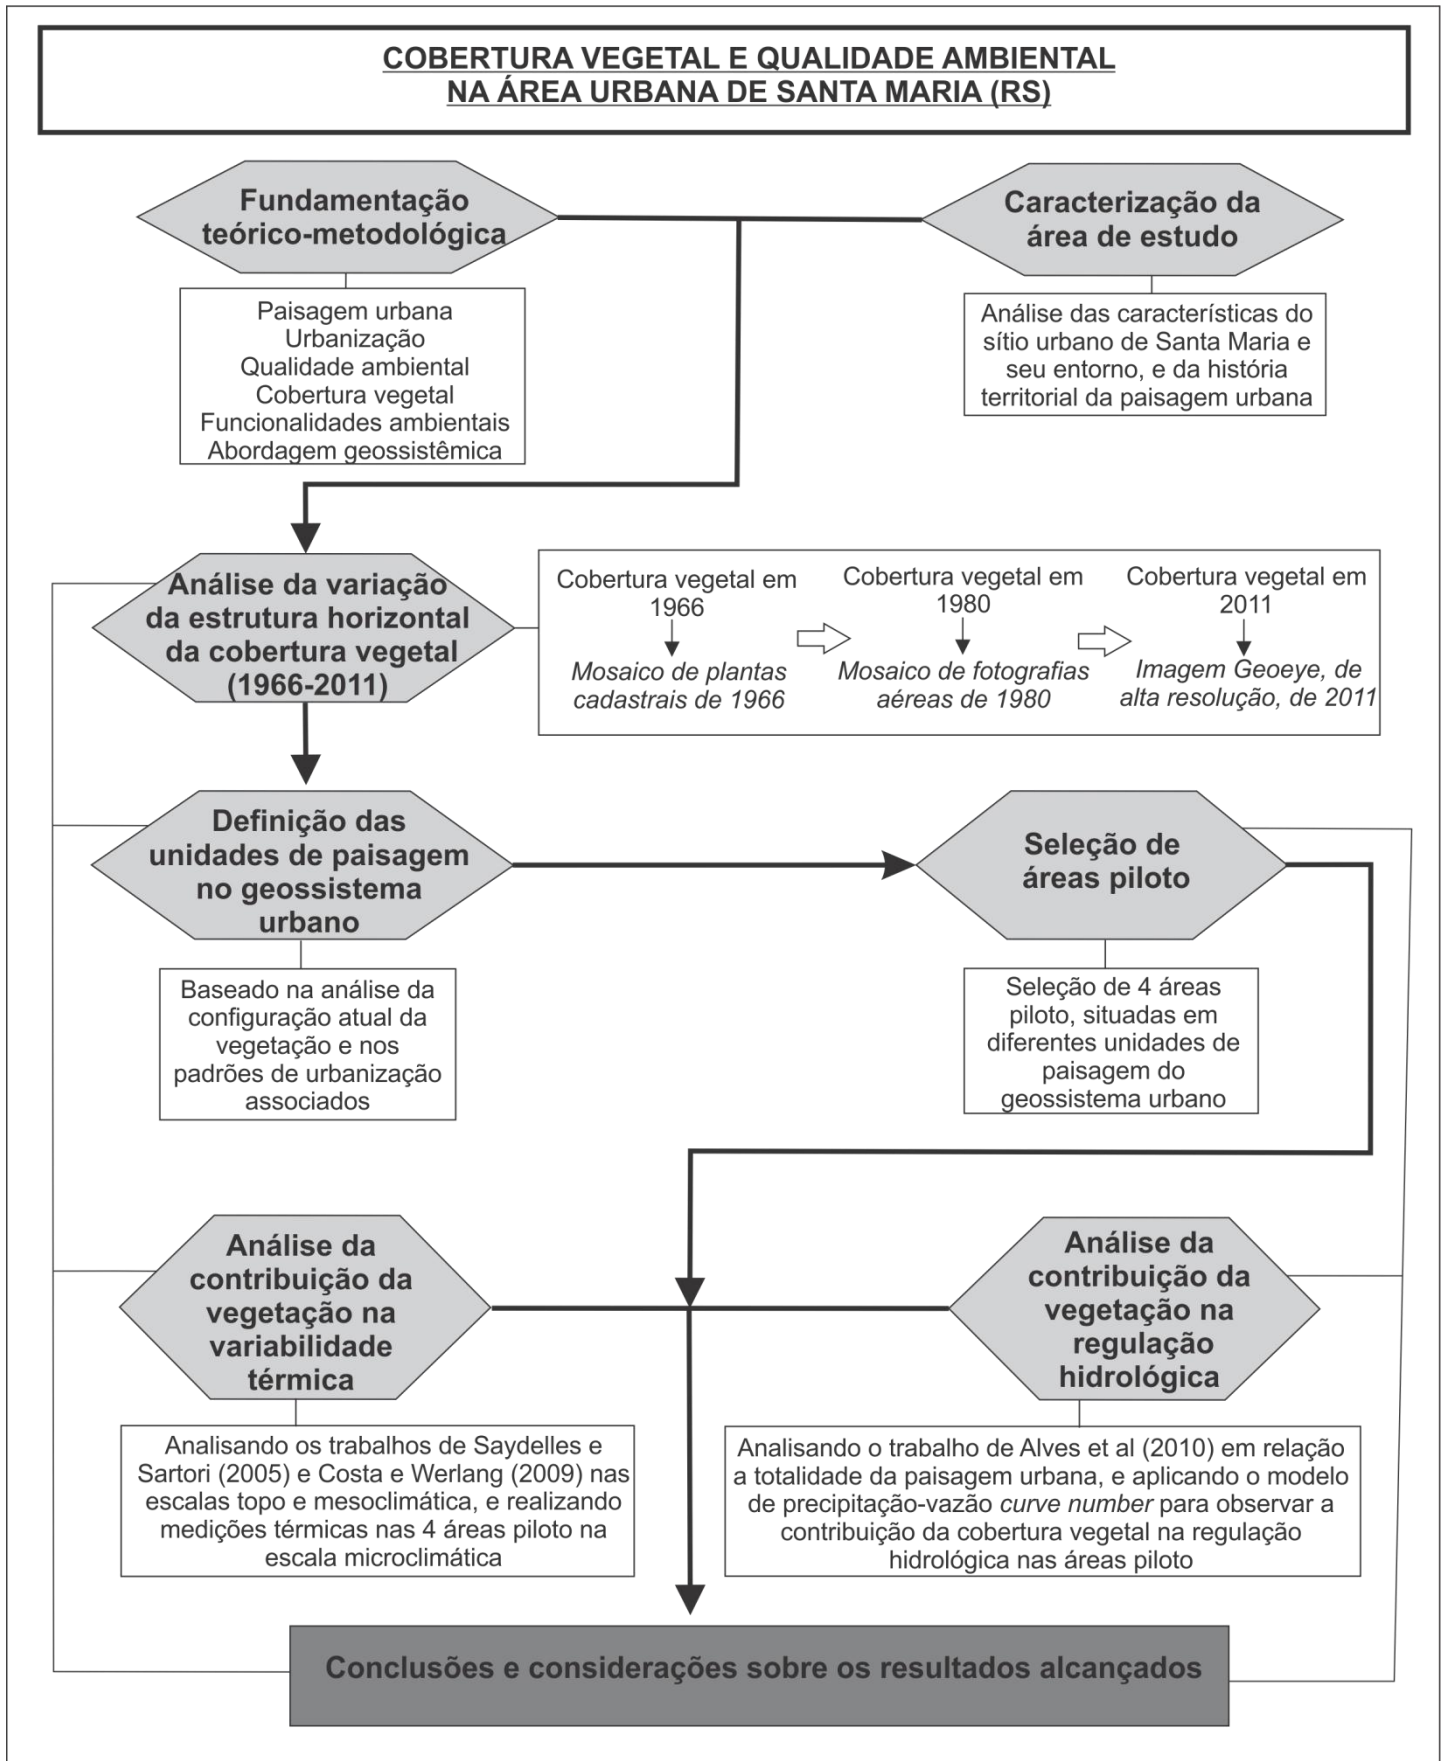 COBERTURA VEGETAL E QUALIDADE AMBIENTAL
NA ÁREA URBANA DE SANTA MARIA (RS)
Fundamentação
teórico-metodológica
Paisagem urbana
Urbanização
Qualidade ambiental
Cobertura vegetal
Funcionalidades ambientais
Abordagem geossistêmica
Caracterização da
área de estudo
Análise das características do
sítio urbano de Santa Maria e
seu entorno, e da história
territorial da paisagem urbana
Análise da variação
da estrutura horizontal
da cobertura vegetal
(1966-2011)
Cobertura vegetal em
1966
Mosaico de plantas
cadastrais de 1966
Cobertura vegetal em
1980
Mosaico de fotografias
aéreas de 1980
Cobertura vegetal em
2011
Imagem Geoeye, de
alta resolução, de 2011
Definição das
unidades de paisagem
no geossistema
urbano
Baseado na análise da
configuração atual da
vegetação e nos
padrões de urbanização
associados
Seleção de
áreas piloto
Seleção de 4 áreas
piloto, situadas em
diferentes unidades de
paisagem do
geossistema urbano
Análise da
contribuição da
vegetação na
variabilidade
térmica
Analisando os trabalhos de Saydelles e
Sartori (2005) e Costa e Werlang (2009) nas
escalas topo e mesoclimática, e realizando
medições térmicas nas 4 áreas piloto na
escala microclimática
Análise da
contribuição da
vegetação na
regulação
hidrológica
Analisando o trabalho de Alves et al (2010) em relação
a totalidade da paisagem urbana, e aplicando o modelo
de precipitação-vazão curve number para observar a
contribuição da cobertura vegetal na regulação
hidrológica nas áreas piloto
Conclusões e considerações sobre os resultados alcançados